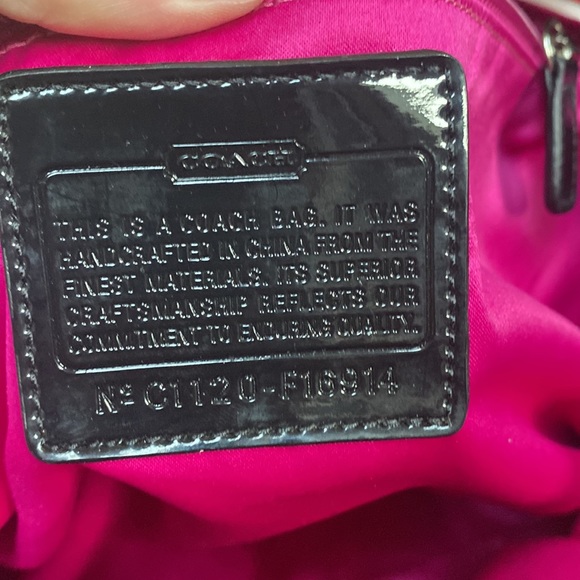 COACH
THIS IS A COACH BAG. IT WAS
HANDCRAFTED IN CHINA FROM THE
FINEST MATERIALS. ITS SUPERIOR
CRAFTSMANSHIP REFLECTS OUR
COMMITMENT TO ENDURING QUALITY.
Nº C1120-F16914